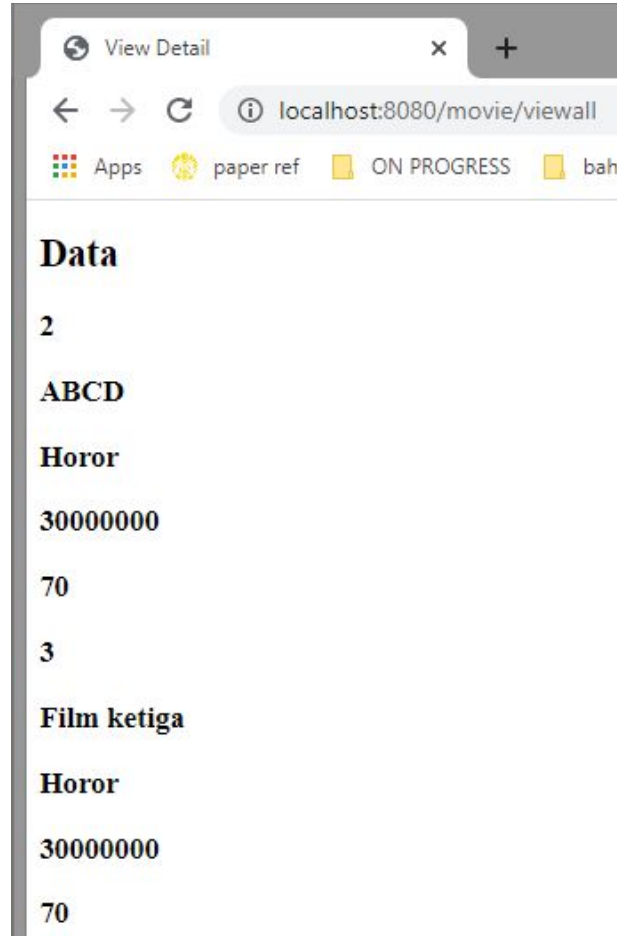 View Detail
localhost:8080/movie/viewall
Apps paper ref ON PROGRESS bah
Data
2
ABCD
Horor
30000000
70
3
Film ketiga
Horor
30000000
70